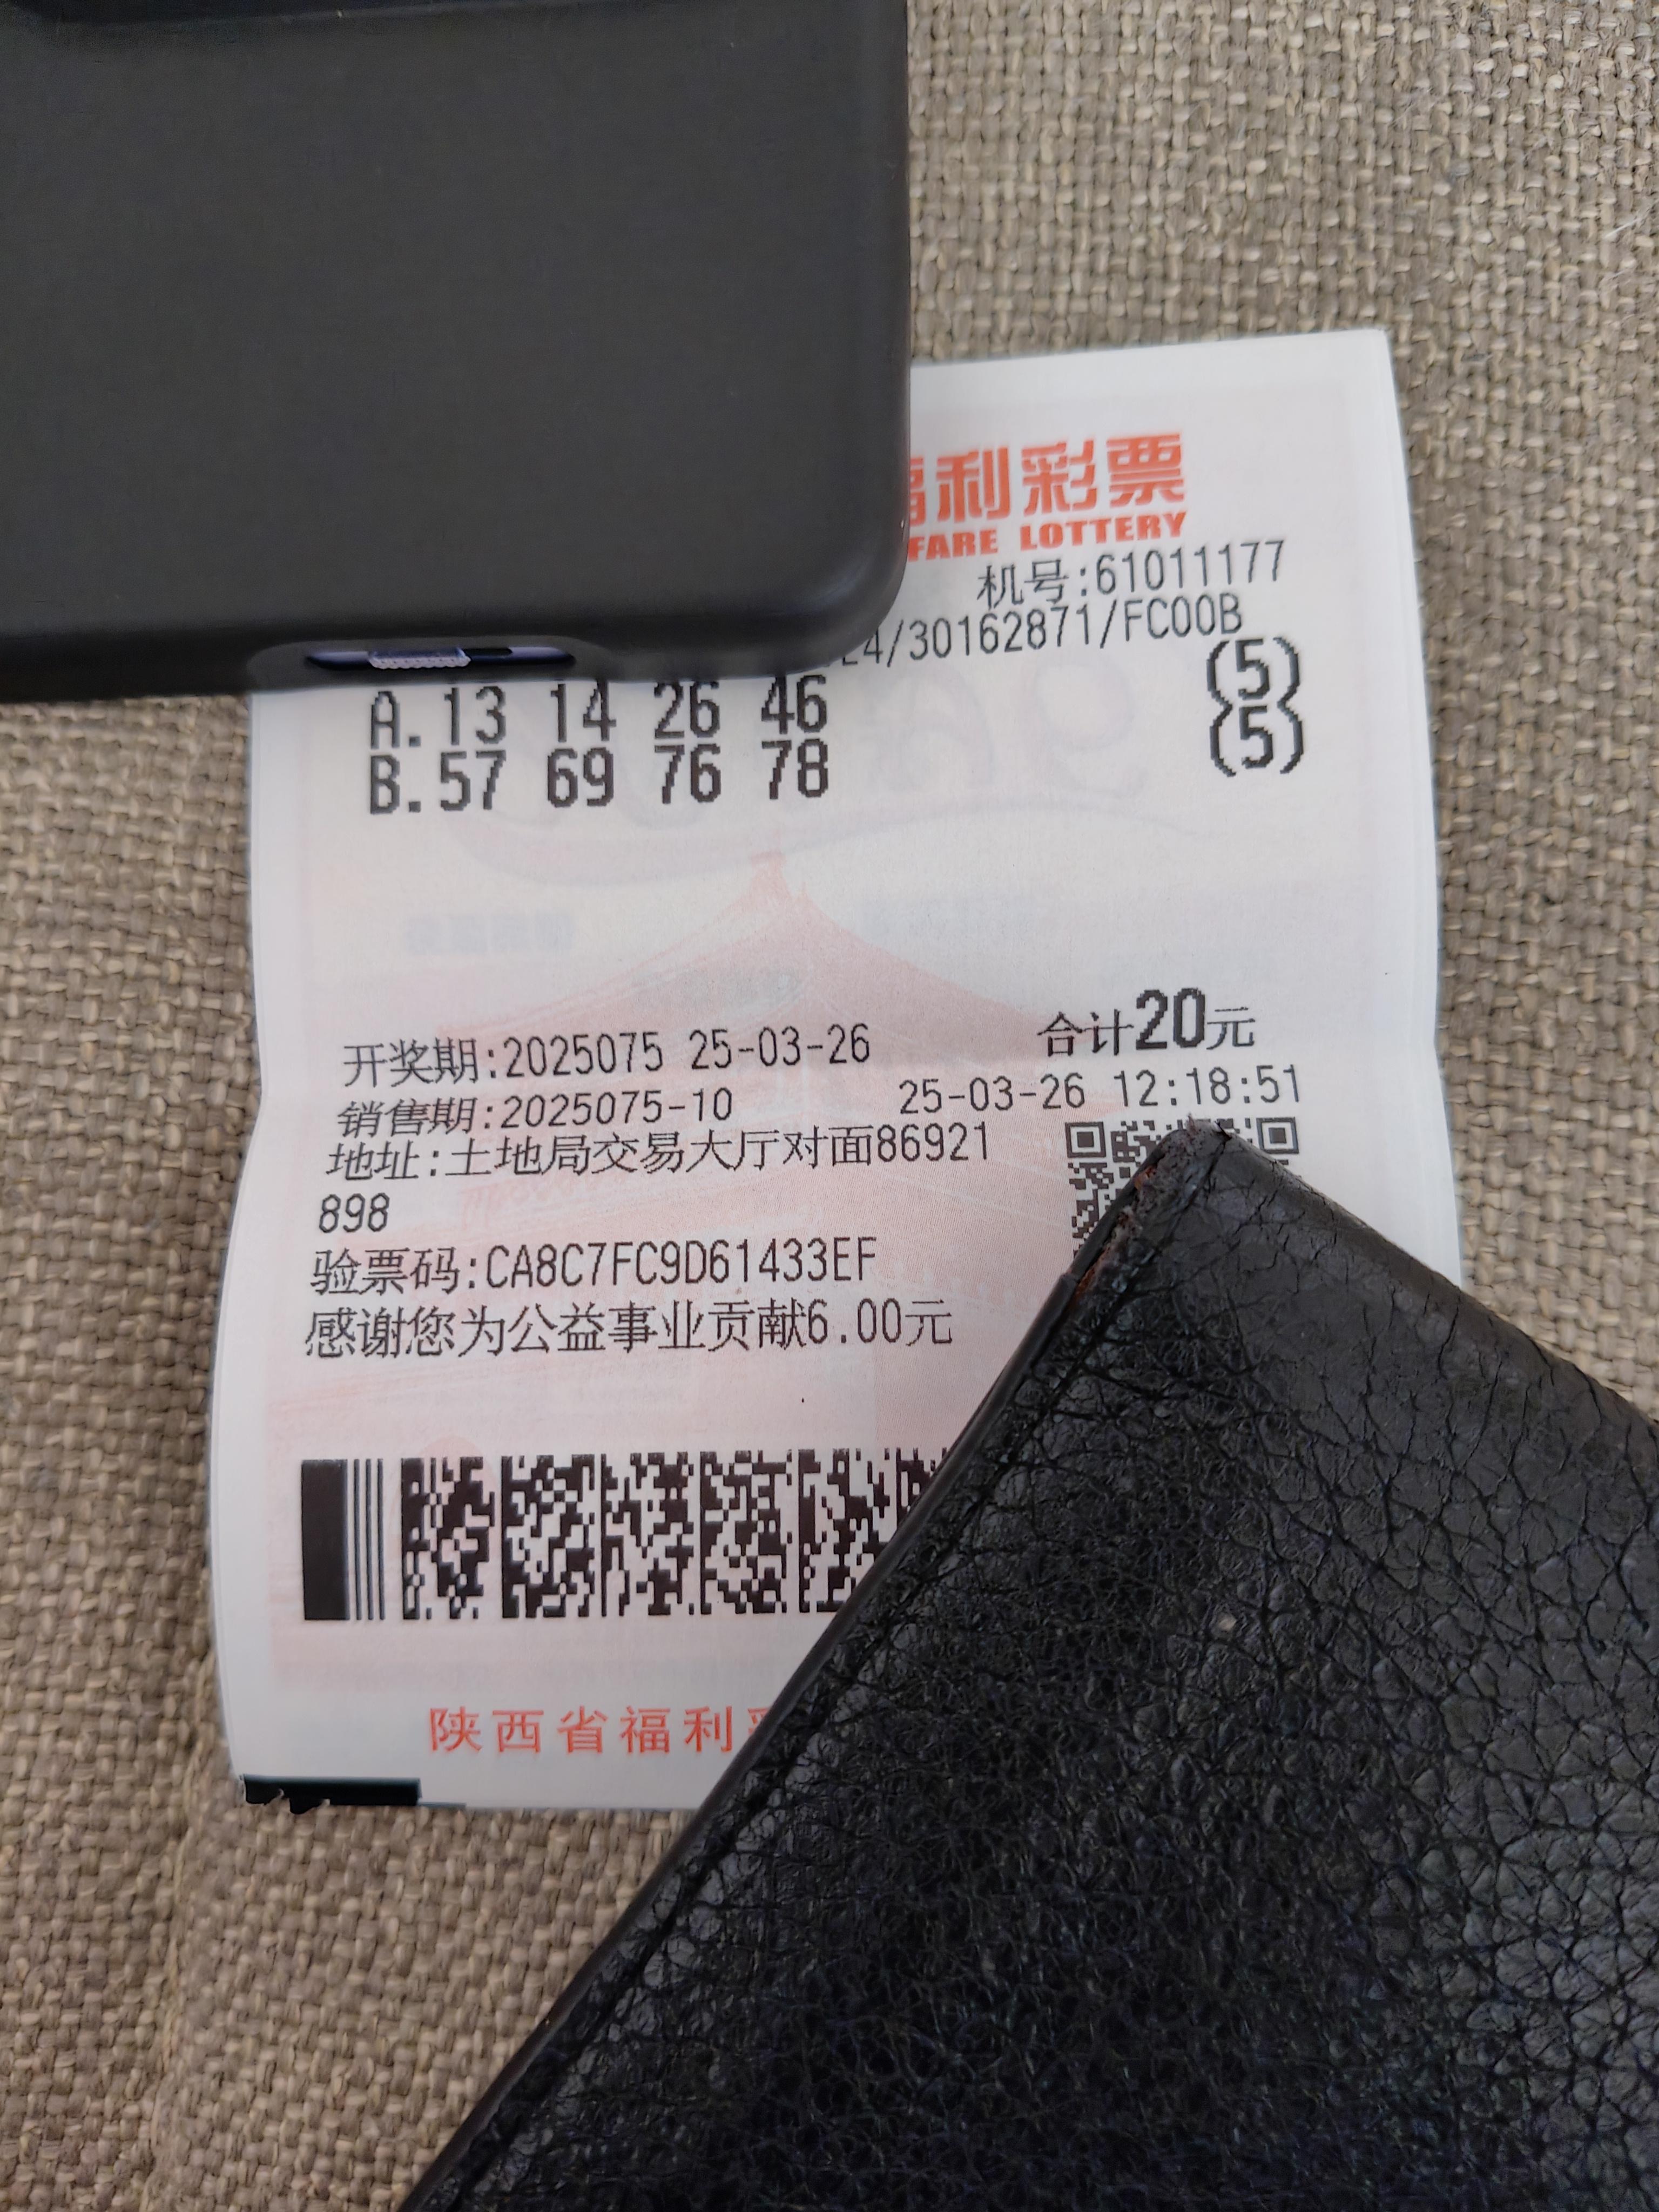 福利彩票
FARE LOTTERY
机号:61011177
4/30162871/FC00B
A.13 14 26 46 (5)
B.57 69 76 78 (5)
开奖期:2025075 25-03-26 合计20元
销售期:2025075-10 25-03-26 12:18:51
地址:土地局交易大厅对面86921
898
验票码:CA8C7FC9D61433EF
感谢您为公益事业贡献6.00元
陕西省福利